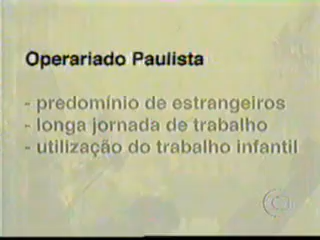 Operariado Paulista
- predomínio de estrangeiros
- longa jornada de trabalho
- utilização do trabalho infantil